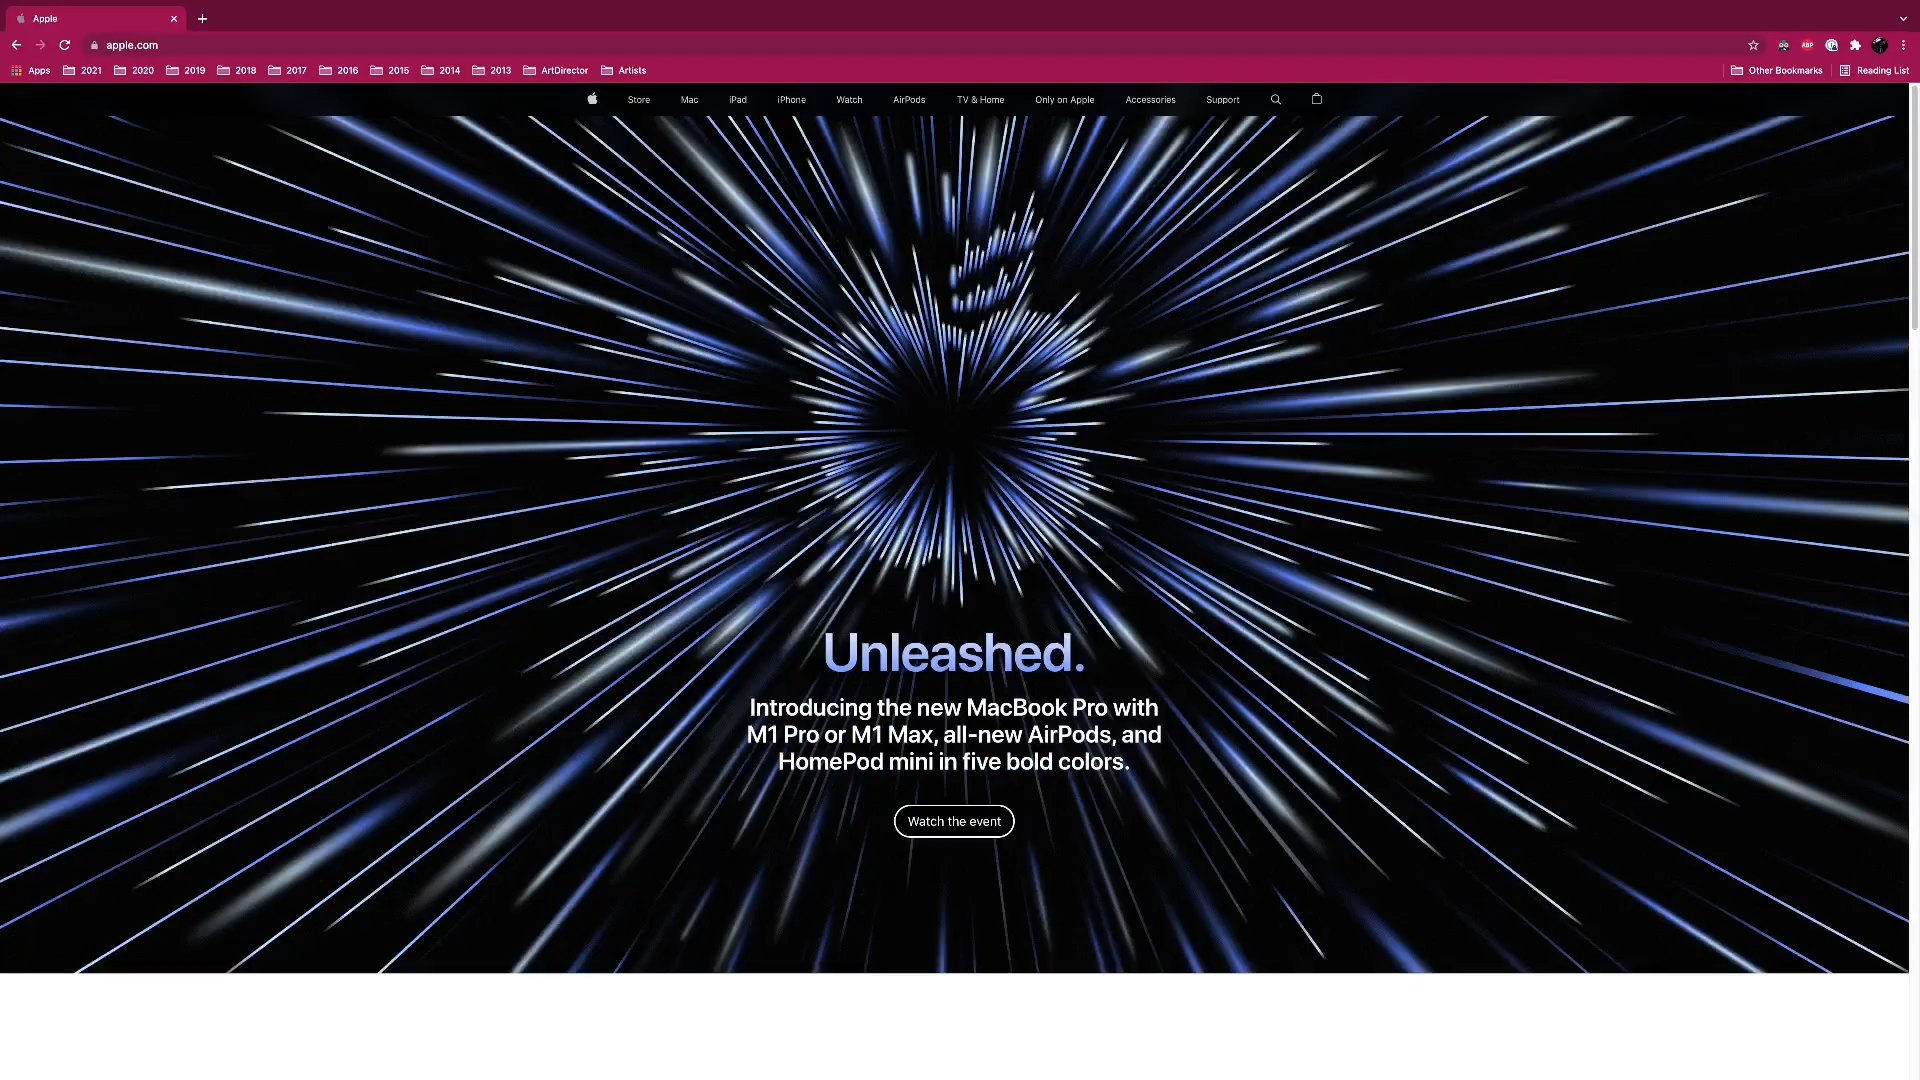 Apple
apple.com
Apps 2021 2020 2019 2018 2017 2016 2015 2014 2013 ArtDirector Artists Other Bookmarks Reading List
Store Mac iPad iPhone Watch AirPods TV & Home Only on Apple Accessories Support
Unleashed.
Introducing the new MacBook Pro with
M1 Pro or M1 Max, all-new AirPods, and
HomePod mini in five bold colors.
Watch the event